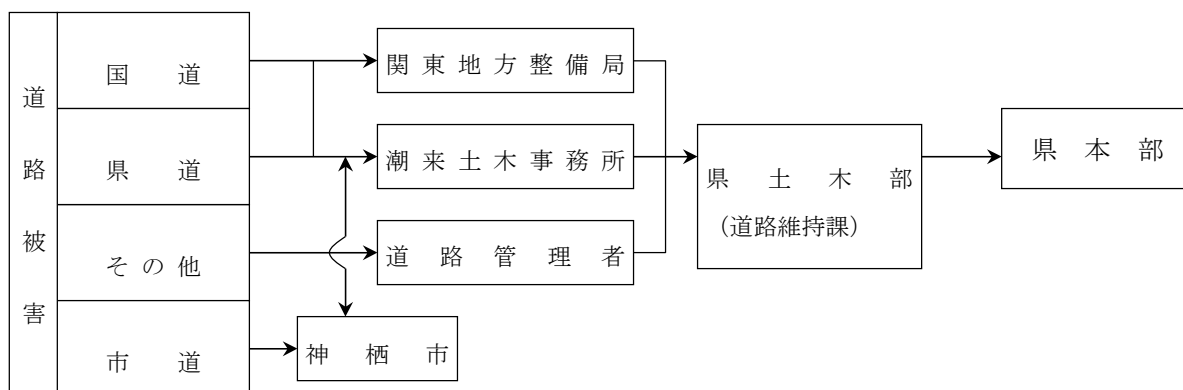 道路被害
国道
県道
その他
市道
関東地方整備局
潮来土木事務所
道路管理者
神栖市
県土木部
（道路維持課）
県本部